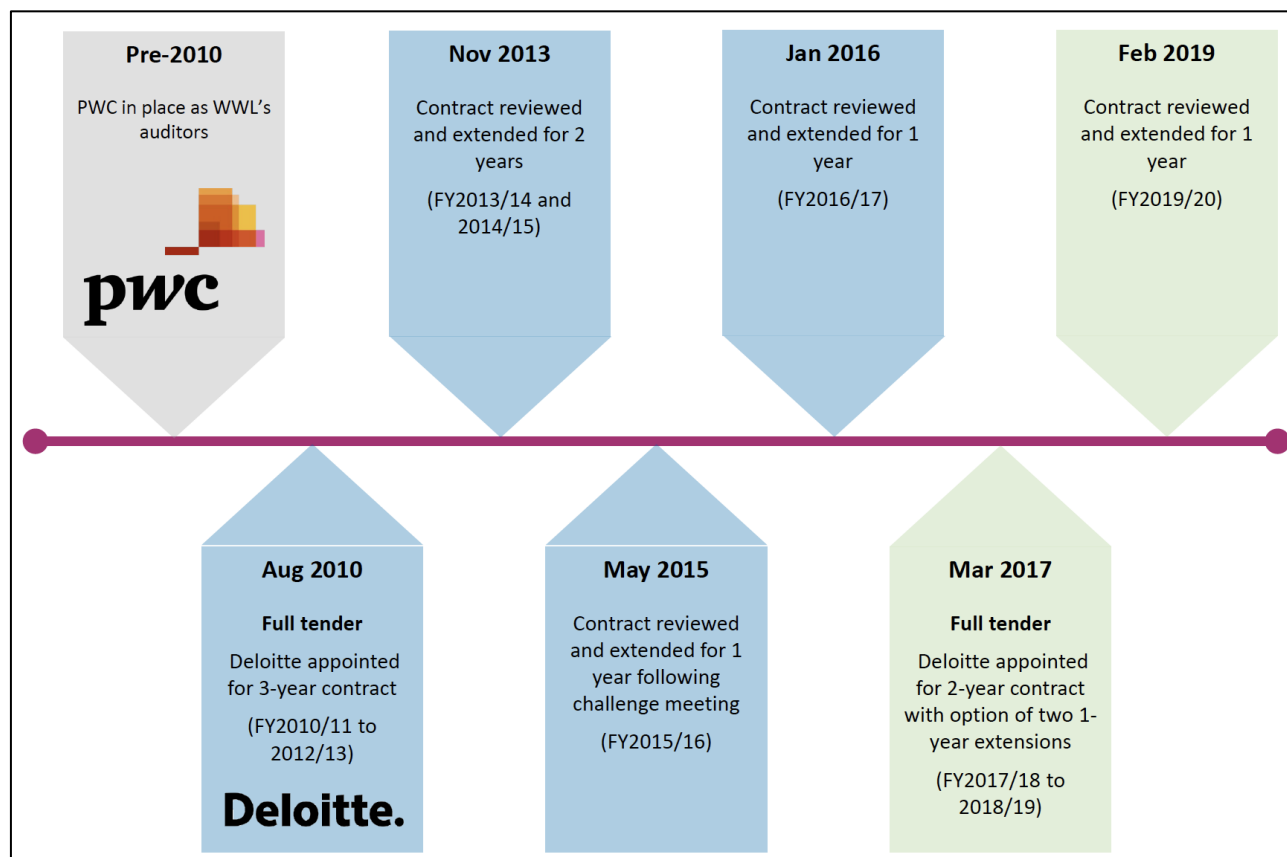 Pre-2010
PWC in place as WWL's
auditors
pwc
Nov 2013
Contract reviewed
and extended for 2
years
(FY2013/14 and
2014/15)
Jan 2016
Contract reviewed
and extended for 1
year
(FY2016/17)
Feb 2019
Contract reviewed
and extended for 1
year
(FY2019/20)
Aug 2010
Full tender
Deloitte appointed
for 3-year contract
(FY2010/11 to
2012/13)
Deloitte.
May 2015
Contract reviewed
and extended for 1
year following
challenge meeting
(FY2015/16)
Mar 2017
Full tender
Deloitte appointed
for 2-year contract
with option of two 1-
year extensions
(FY2017/18 to
2018/19)